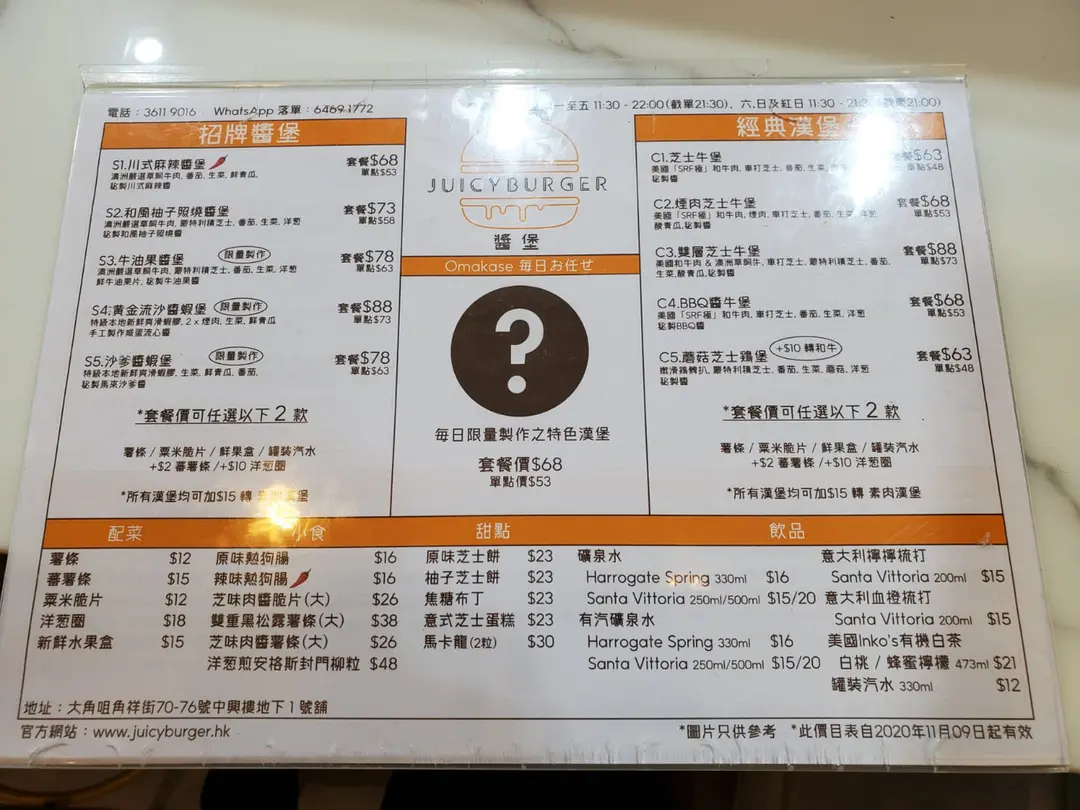 電話：3611 9016 WhatsApp 落單：6469 1772
一至五 11:30 - 22:00(截單21:30)、六.日及紅日 11:30 -
招牌醬堡
S1.川式麻辣醬堡 套餐$68
澳洲嚴選草飼牛肉, 番茄, 生菜, 鮮青瓜, 單點$53
秘製川式麻辣醬
S2.和風柚子照燒醬堡 套餐$73
澳洲嚴選草飼牛肉, 蒙特利積芝士, 番茄, 生菜, 洋葱 單點$58
秘製和風柚子照燒醬
S3.牛油果醬堡 限量製作 套餐$78
澳洲嚴選草飼牛肉, 蒙特利積芝士, 番茄, 生菜, 洋葱 單點$63
鮮牛油果片, 秘製牛油果醬
S4.黃金流沙醬蝦堡 限量製作 套餐$88
特級本地新鮮爽滑蝦膠, 2 x 煙肉, 生菜, 鮮青瓜 單點$73
手工製作咸蛋流心醬
S5.沙爹醬蝦堡 限量製作 套餐$78
特級本地新鮮爽滑蝦膠, 生菜, 鮮青瓜, 番茄, 單點$63
秘製馬來沙爹醬
*套餐價可任選以下 2 款
薯條 / 粟米脆片 / 鮮果盒 / 罐裝汽水
+$2 蕃薯條 /+$10 洋葱圈
*所有漢堡均可加$15 轉 素肉漢堡
JUICYBURGER
醬堡
Omakase 每日お任せ
?
每日限量製作之特色漢堡
套餐價$68
單點價$53
經典漢堡
C1.芝士牛堡 套餐$63
美國「SRF極」和牛肉, 車打芝士, 番茄, 生菜, 單點$48
秘製醬
C2.煙肉芝士牛堡 套餐$68
美國「SRF極」和牛肉, 煙肉, 車打芝士, 番茄, 生菜, 洋葱 單點$53
酸青瓜,秘製醬
C3.雙層芝士牛堡 套餐$88
美國和牛肉 & 澳洲草飼牛, 車打芝士, 蒙特利積芝士, 番茄, 單點$73
生菜,酸青瓜,秘製醬
C4.BBQ醬牛堡 套餐$68
美國「SRF極」和牛肉, 車打芝士, 番茄, 生菜, 洋葱 單點$53
秘製BBQ醬
C5.蘑菇芝士鷄堡 +$10 轉和牛 套餐$63
嫩滑鷄髀扒, 蒙特利積芝士, 番茄, 生菜, 蘑菇, 洋葱 單點$48
秘製醬
*套餐價可任選以下 2 款
薯條 / 粟米脆片 / 鮮果盒 / 罐裝汽水
+$2 蕃薯條 /+$10 洋葱圈
*所有漢堡均可加$15 轉 素肉漢堡
配菜
薯條 $12
蕃薯條 $15
粟米脆片 $12
洋葱圈 $18
新鮮水果盒 $15
小食
原味熱狗腸 $16
辣味熱狗腸 $16
芝味肉醬脆片(大) $26
雙重黑松露薯條(大) $38
芝味肉醬薯條(大) $26
洋葱煎安格斯封門柳粒 $48
甜點
原味芝士餅 $23
柚子芝士餅 $23
焦糖布丁 $23
意式芝士蛋糕 $23
馬卡龍(2粒) $30
飲品
礦泉水
Harrogate Spring 330ml $16
Santa Vittoria 250ml/500ml $15/20
有汽礦泉水
Harrogate Spring 330ml $16
Santa Vittoria 250ml/500ml $15/20
意大利檸檬梳打
Santa Vittoria 200ml $15
意大利血橙梳打
Santa Vittoria 200ml $15
美國Inko's有機白茶
白桃 / 蜂蜜檸檬 473ml $21
罐裝汽水 330ml $12
地址：大角咀角祥街70-76號中興樓地下1號舖
官方網站：www.juicyburger.hk
*圖片只供參考 *此價目表自2020年11月09日起有效